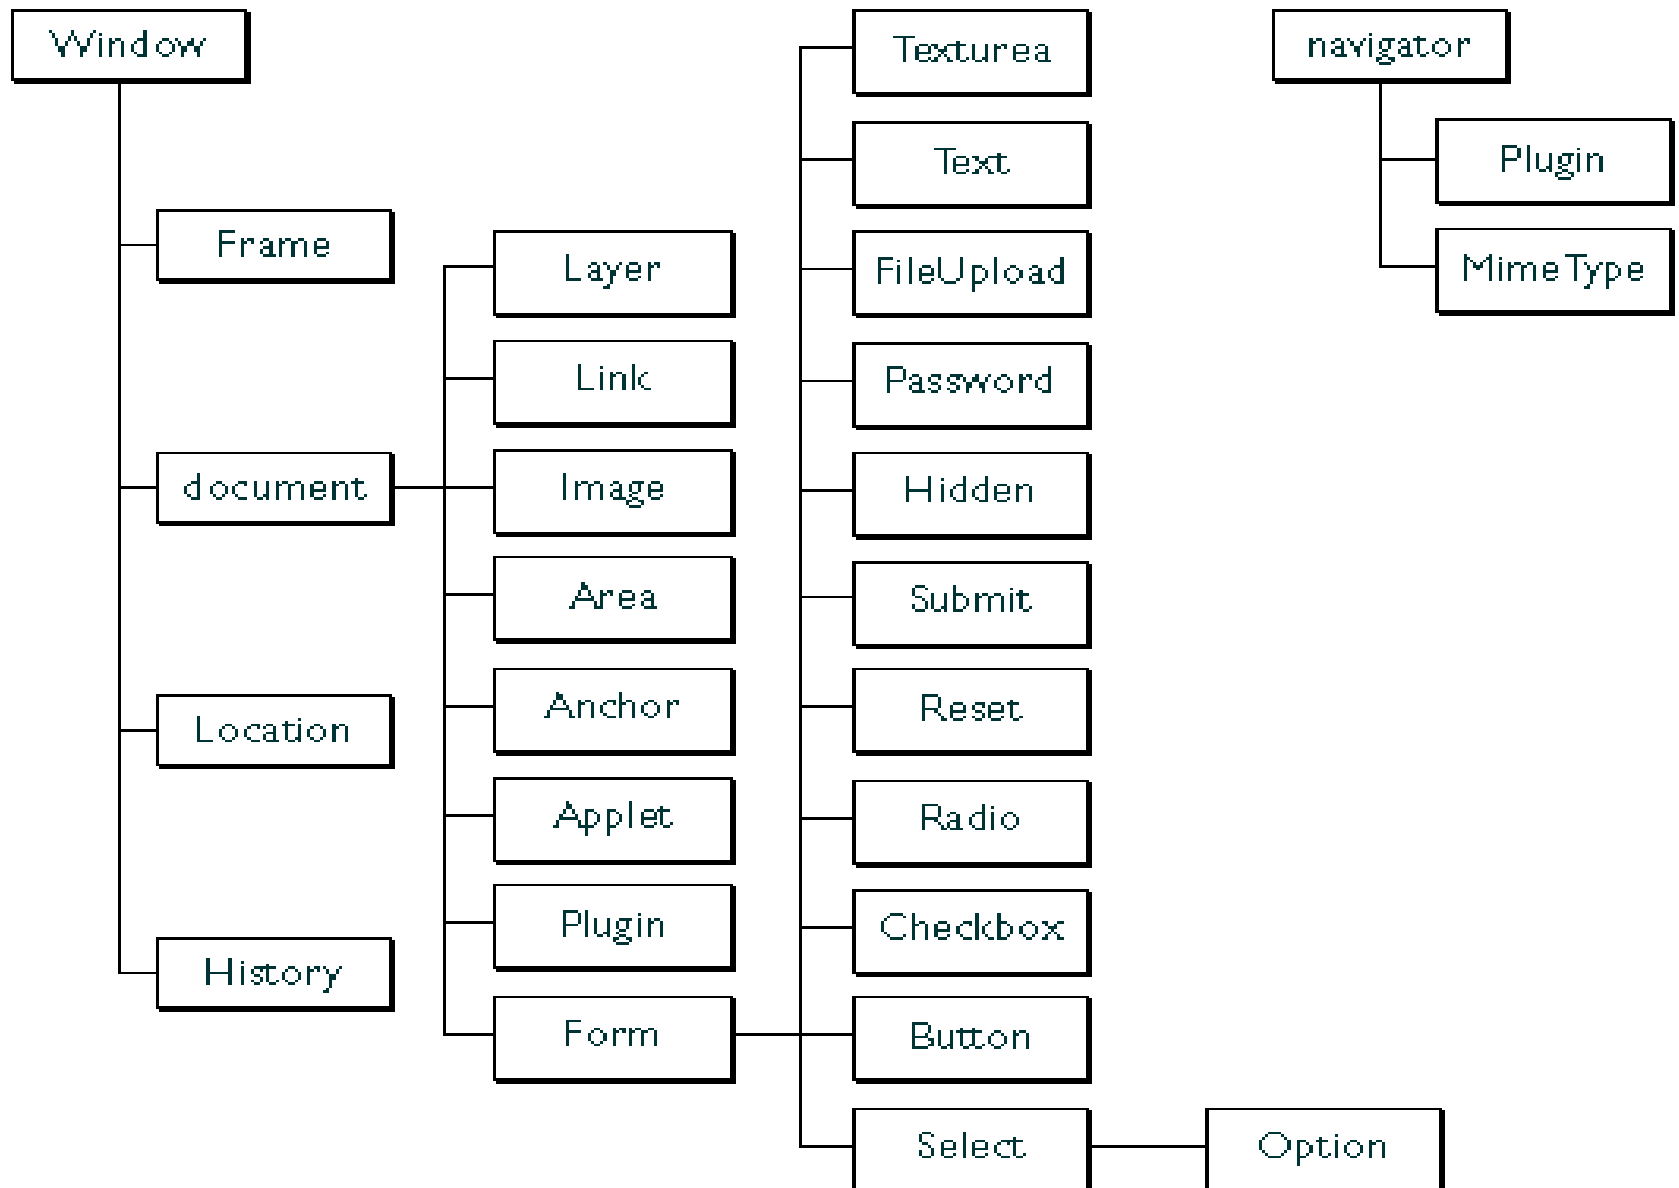 Window
Frame
document
Location
History
Layer
Link
Image
Area
Anchor
Applet
Plugin
Form
Texturea
Text
FileUpload
Password
Hidden
Submit
Reset
Radio
Checkbox
Button
Select
Option
navigator
Plugin
MimeType